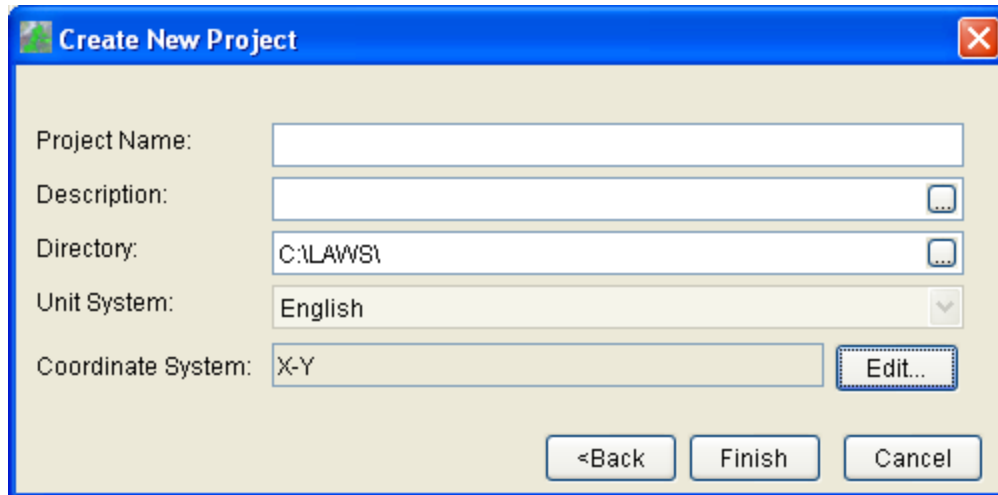 Create New Project
Project Name:
Description:
...
Directory: C:\LAWS\ ...
Unit System: English
Coordinate System: X-Y Edit...
<Back Finish Cancel